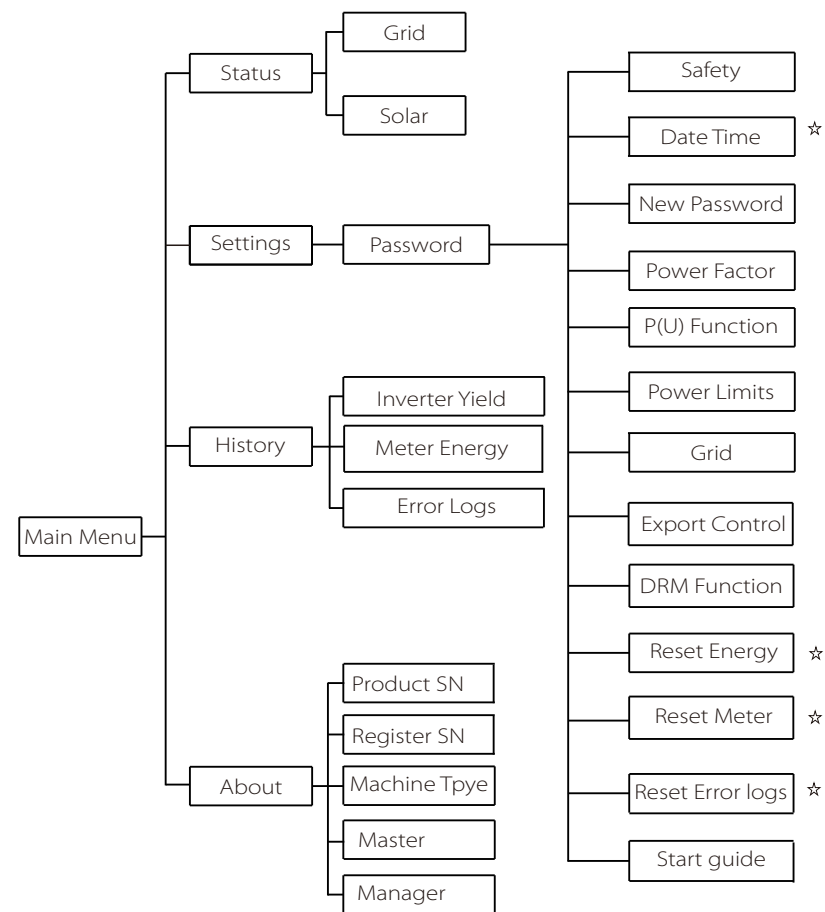 Main Menu
Status
Grid
Solar
Settings
Password
Safety
Date Time ☆
New Password
Power Factor
P(U) Function
Power Limits
Grid
Export Control
DRM Function
Reset Energy ☆
Reset Meter ☆
Reset Error logs ☆
Start guide
History
Inverter Yield
Meter Energy
Error Logs
About
Product SN
Register SN
Machine Tpye
Master
Manager